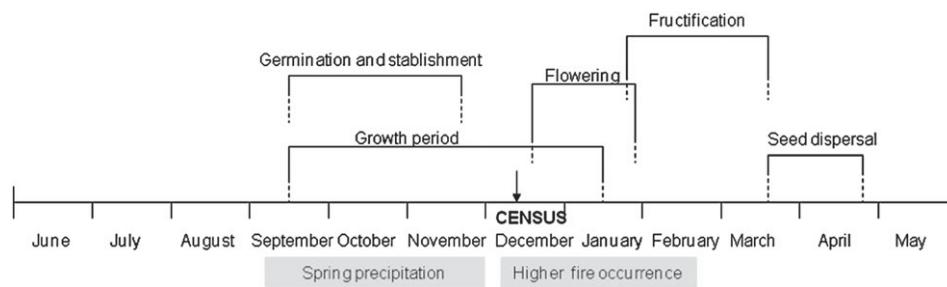 Fructification
Germination and stablishment
Flowering
Growth period
Seed dispersal
CENSUS
June July August September October November December January February March April May
Spring precipitation Higher fire occurrence